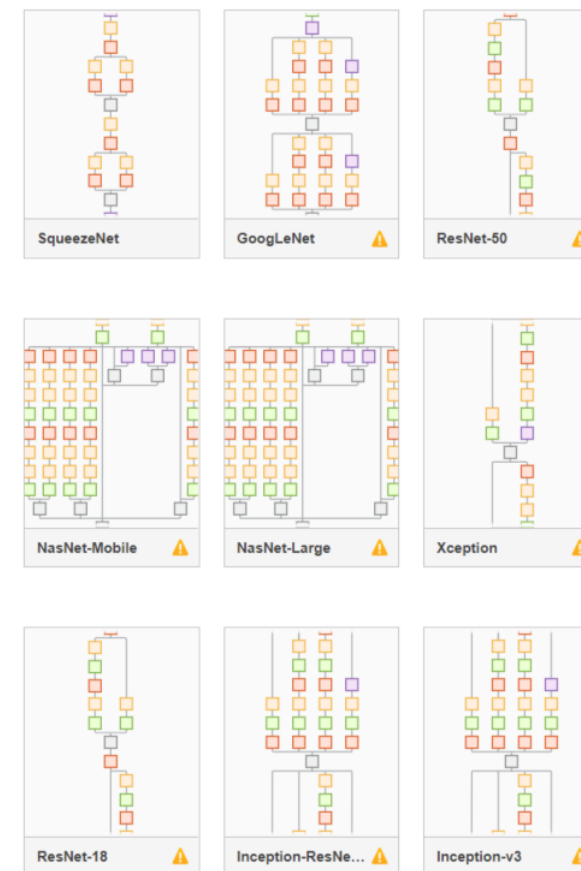 SqueezeNet
GoogLeNet
ResNet-50
NasNet-Mobile
NasNet-Large
Xception
ResNet-18
Inception-ResNe...
Inception-v3